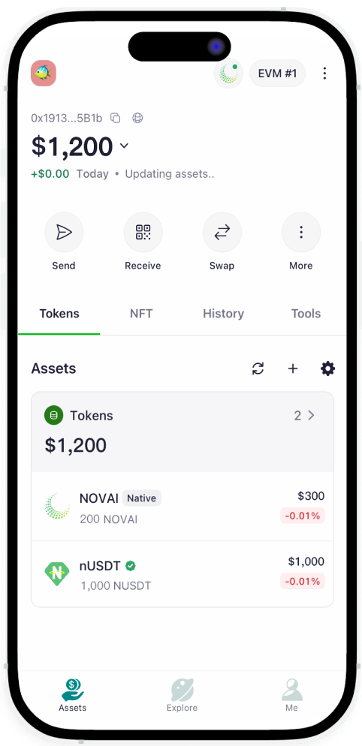 EVM #1
0x1913...5B1b
$1,200
+$0.00 Today • Updating assets..
Send Receive Swap More
Tokens NFT History Tools
Assets
Tokens 2
$1,200
NOVAI Native $300
200 NOVAI -0.01%
nUSDT $1,000
1,000 NUSDT -0.01%
Assets Explore Me